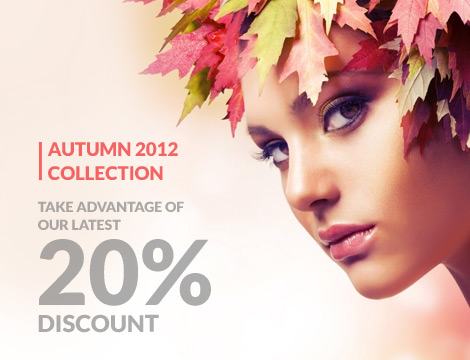 AUTUMN 2012
COLLECTION
TAKE ADVANTAGE OF
OUR LATEST
20%
DISCOUNT